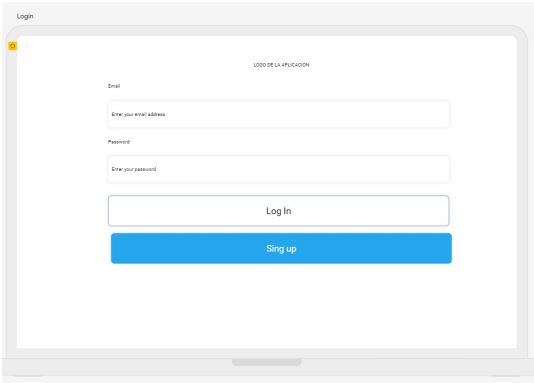 Login
LOGO DE LA APLICACIÓN
Email
Enter your email address
Password
Enter your password
Log In
Sing up